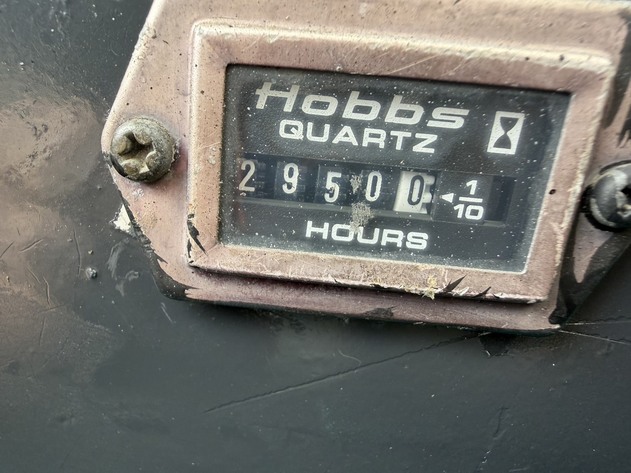 Hobbs
QUARTZ
2 9 5 0 0 ◄ 1/10
HOURS